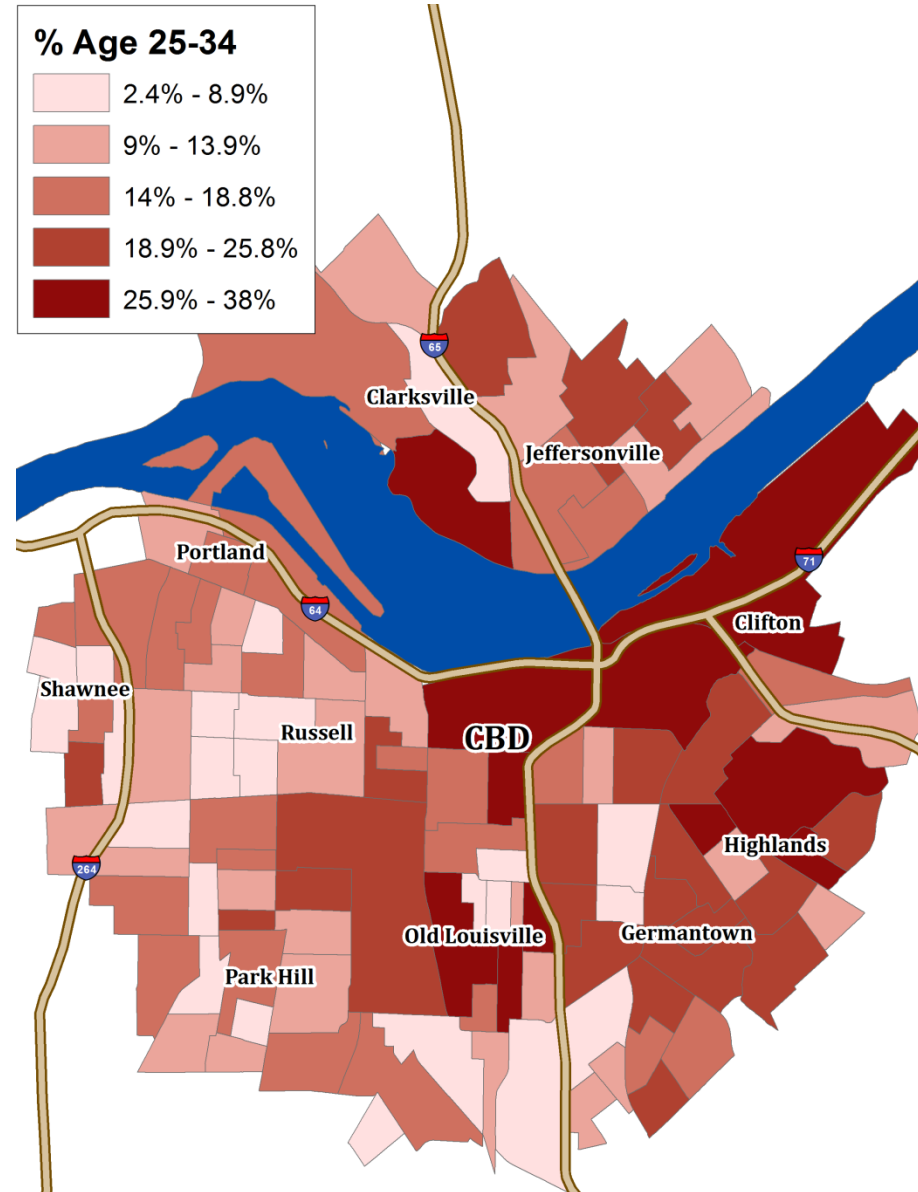 % Age 25-34
2.4% - 8.9%
9% - 13.9%
14% - 18.8%
18.9% - 25.8%
25.9% - 38%
65
Clarksville
Jeffersonville
Portland
71
64
Clifton
Shawnee
Russell
CBD
Highlands
264
Old Louisville
Germantown
Park Hill